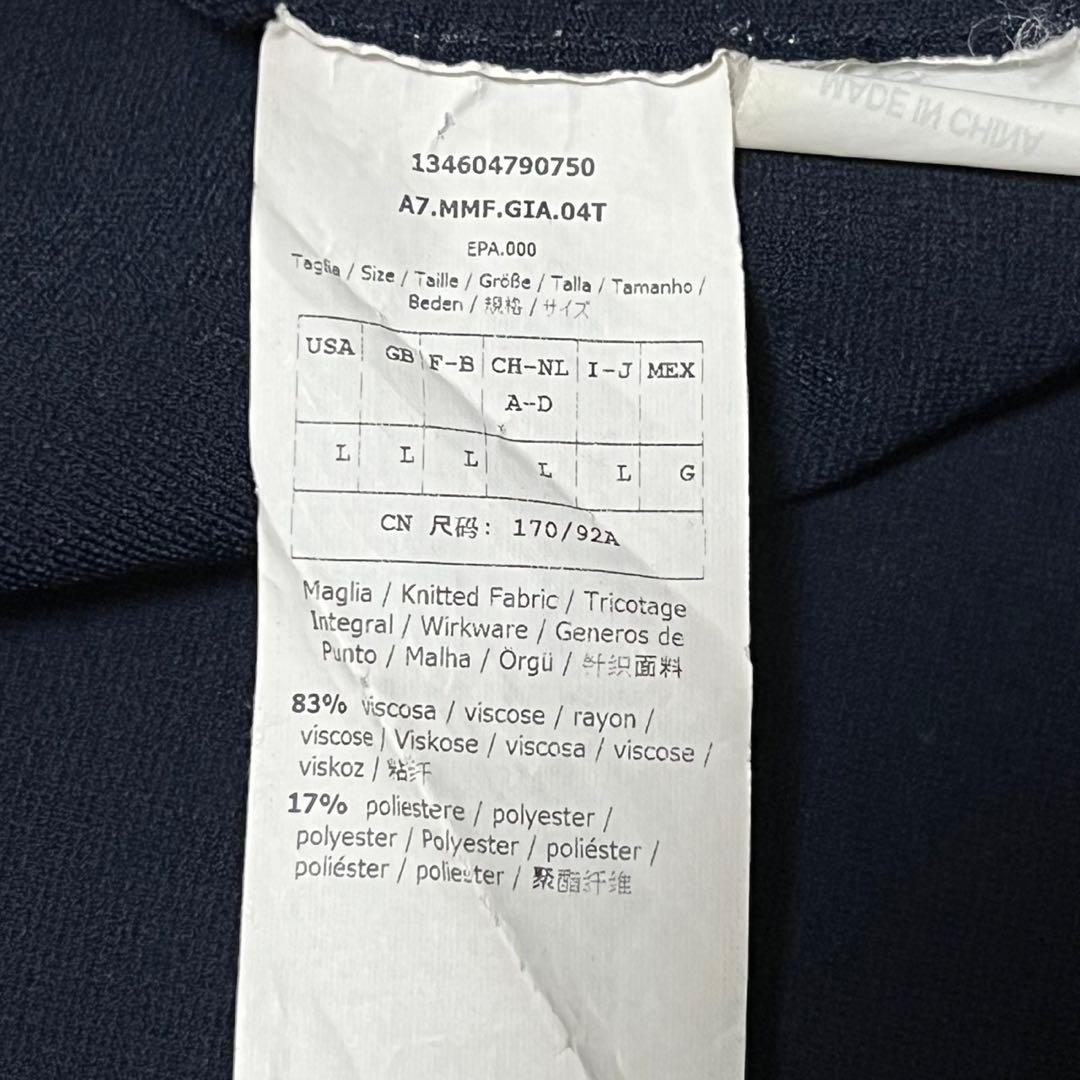 134604790750
A7.MMF.GIA.04T
EPA.000
Taglia / Size / Taille / Größe / Talla / Tamanho /
Beden / 規格 / サイズ
USA GB F-B CH-NL I-J MEX
A-D
L L L L L G
CN 尺码: 170/92A
Maglia / Knitted Fabric / Tricotage
Integral / Wirkware / Generos de
Punto / Malha / Örgü / 针织面料
83% viscosa / viscose / rayon /
viscose / Viskose / viscosa / viscose /
viskoz / 粘纤
17% poliestere / polyester /
polyester / Polyester / poliéster /
poliéster / poliester / 聚酯纤维
MADE IN CHINA